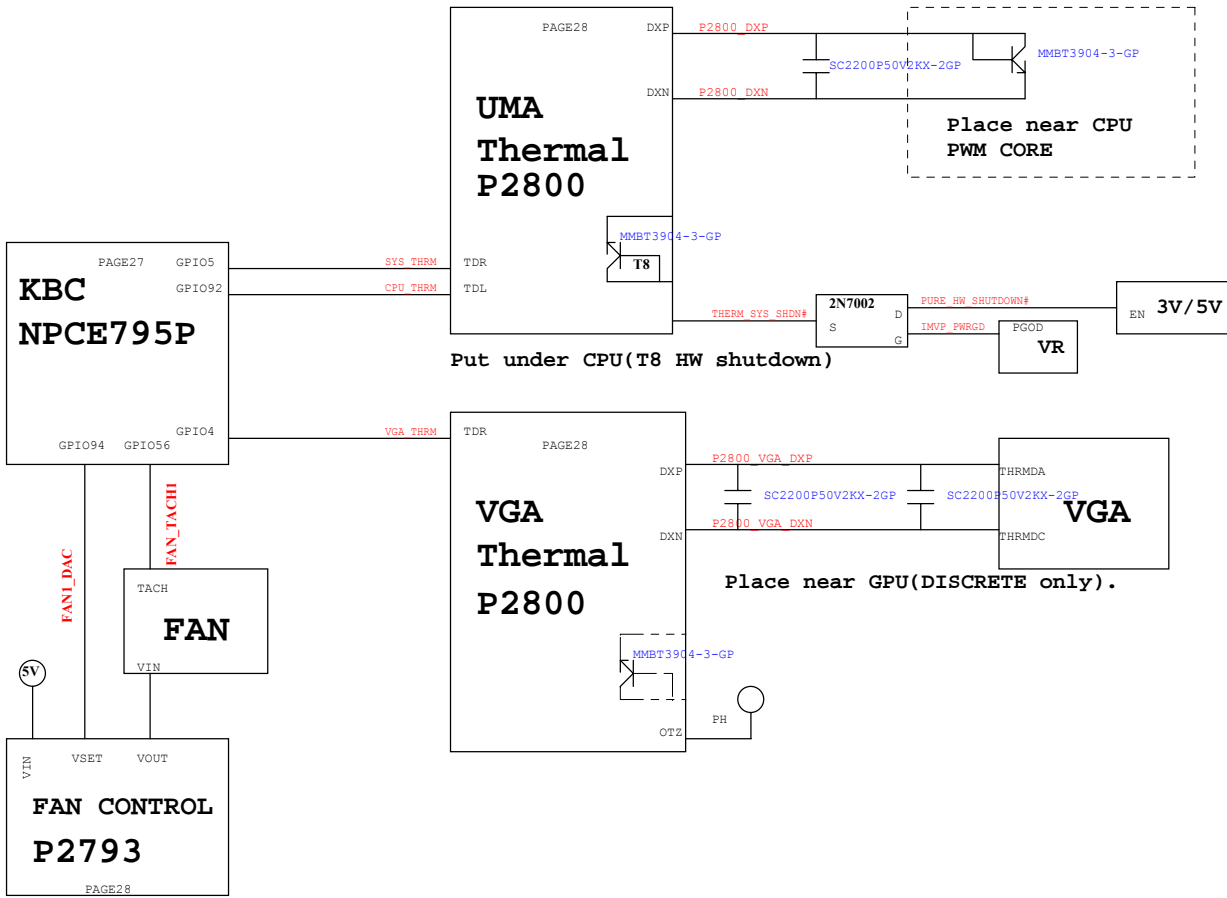 PAGE28
DXP
P2800_DXP
SC2200P50V2KX-2GP
MMBT3904-3-GP
DXN
P2800_DXN
Place near CPU
PWM CORE
UMA
Thermal
P2800
MMBT3904-3-GP
T8
TDR
TDL
SYS_THRM
CPU_THRM
THERM_SYS_SHDN#
2N7002
S
D
G
PURE_HW_SHUTDOWN#
IMVP_PWRGD
EN
3V/5V
PGOD
VR
Put under CPU(T8 HW shutdown)
PAGE27
GPIO5
GPIO92
KBC
NPCE795P
GPIO4
GPIO94
GPIO56
VGA_THRM
TDR
PAGE28
DXP
DXN
P2800_VGA_DXP
SC2200P50V2KX-2GP
SC2200P50V2KX-2GP
P2800_VGA_DXN
THRMDA
VGA
THRMDC
VGA
Thermal
P2800
Place near GPU(DISCRETE only).
MMBT3904-3-GP
OTZ
PH
FAN1_DAC
FAN_TACH1
TACH
FAN
VIN
5V
VIN
VSET
VOUT
FAN CONTROL
P2793
PAGE28